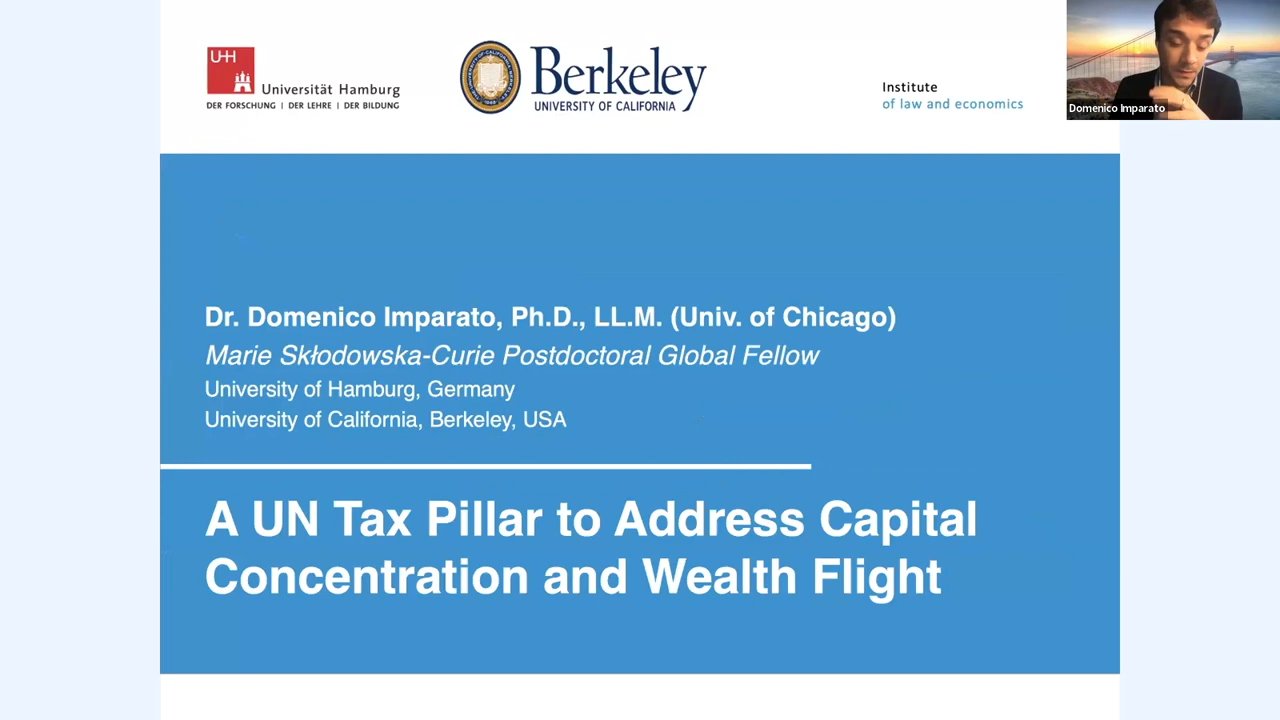 UHH
Universität Hamburg
DER FORSCHUNG | DER LEHRE | DER BILDUNG
Berkeley
UNIVERSITY OF CALIFORNIA
Institute
of law and economics
Domenico Imparato
Dr. Domenico Imparato, Ph.D., LL.M. (Univ. of Chicago)
Marie Skłodowska-Curie Postdoctoral Global Fellow
University of Hamburg, Germany
University of California, Berkeley, USA
A UN Tax Pillar to Address Capital
Concentration and Wealth Flight